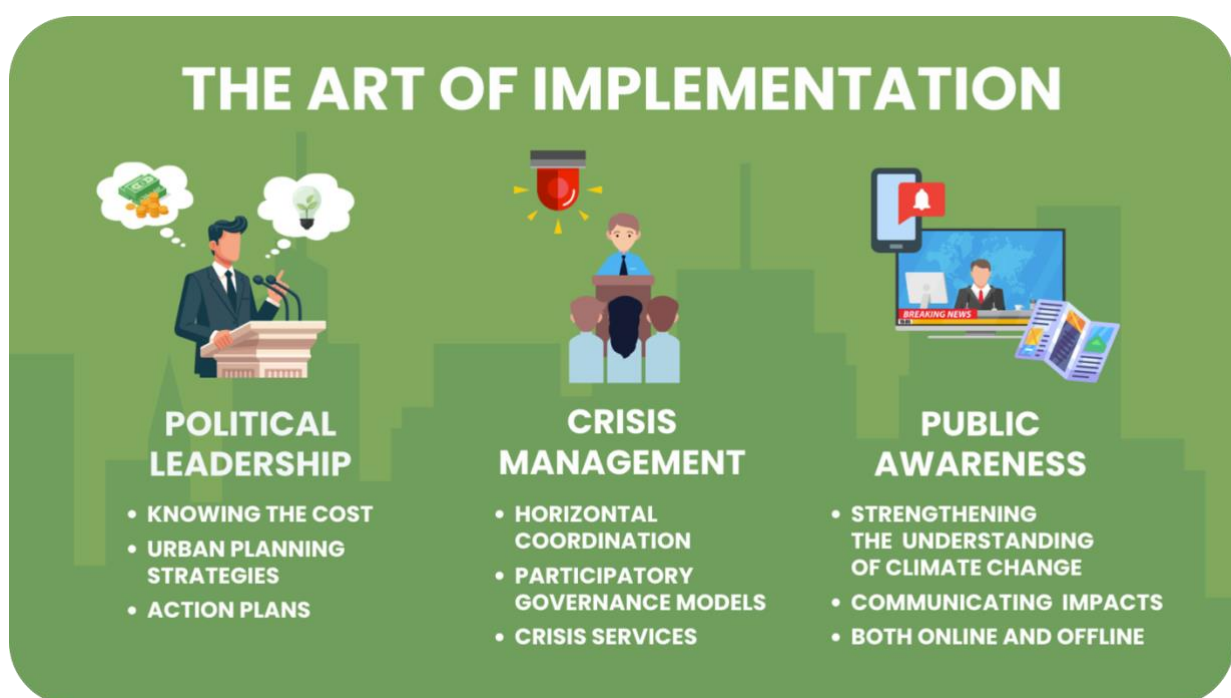 THE ART OF IMPLEMENTATION
BREAKING NEWS
POLITICAL
LEADERSHIP
• KNOWING THE COST
• URBAN PLANNING
STRATEGIES
• ACTION PLANS
CRISIS
MANAGEMENT
• HORIZONTAL
COORDINATION
• PARTICIPATORY
GOVERNANCE MODELS
• CRISIS SERVICES
PUBLIC
AWARENESS
• STRENGTHENING
THE UNDERSTANDING
OF CLIMATE CHANGE
• COMMUNICATING IMPACTS
• BOTH ONLINE AND OFFLINE